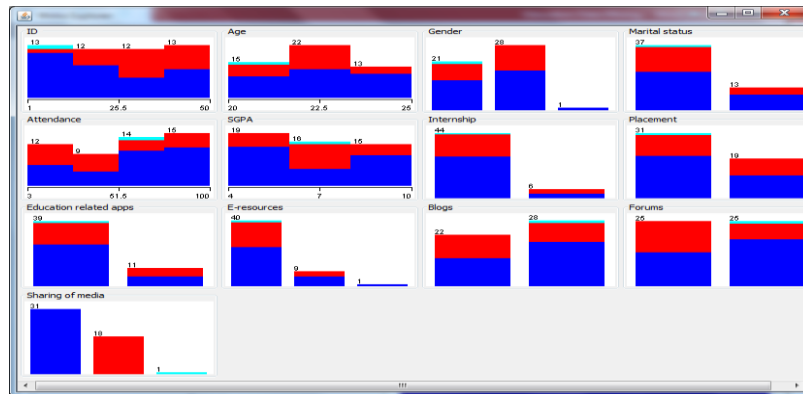 ID
13 12 12 13
1 25.5 50
Age
15 22 13
20 22.5 25
Gender
21 28 1
Marital status
37 13
Attendance
12 9 14 15
3 51.5 100
SGPA
19 16 15
4 7 10
Internship
44 6
Placement
31 19
Education related apps
39 11
E-resources
40 9 1
Blogs
22 28
Forums
25 25
Sharing of media
31 18 1